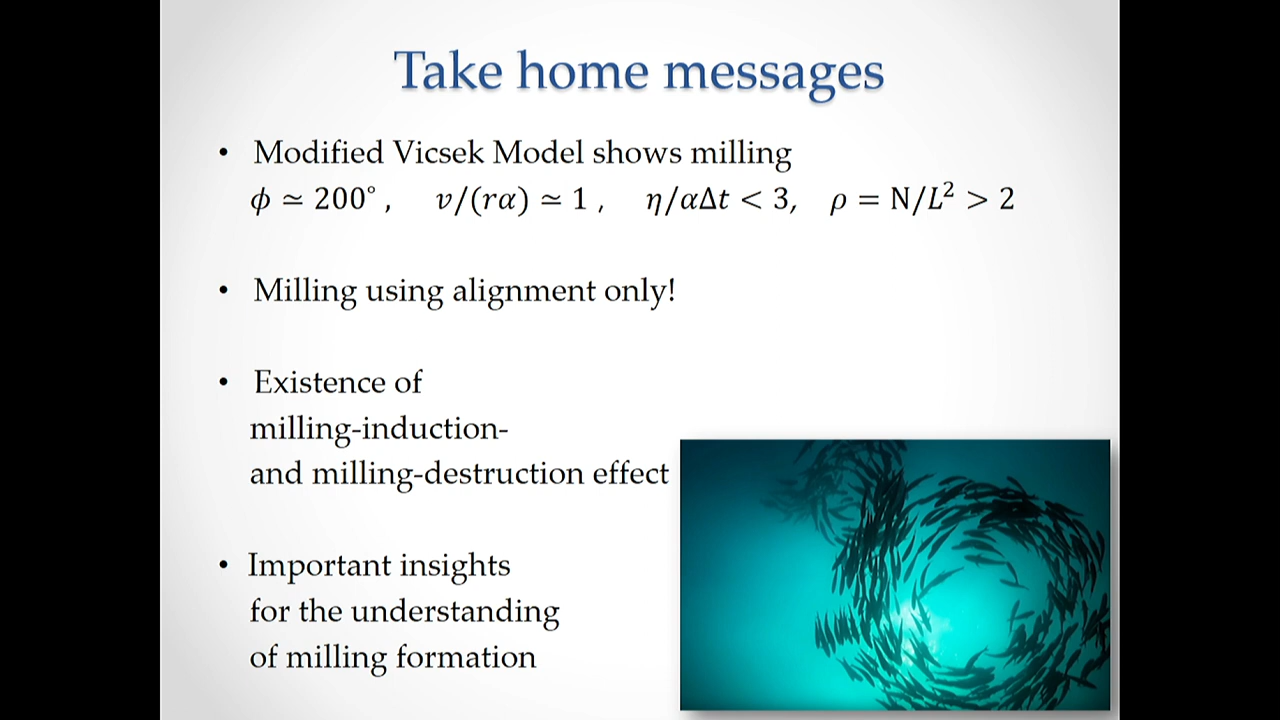 Take home messages
• Modified Vicsek Model shows milling
ϕ ≃ 200°, v/(rα) ≃ 1, η/αΔt < 3, ρ = N/L² > 2
• Milling using alignment only!
• Existence of
milling-induction-
and milling-destruction effect
• Important insights
for the understanding
of milling formation